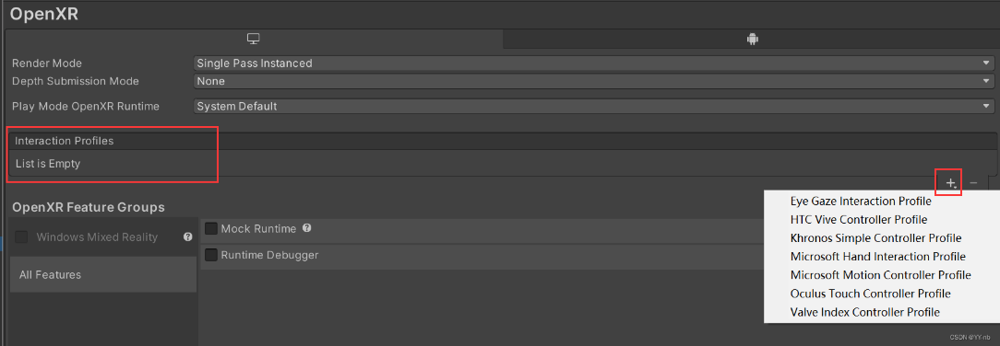 OpenXR
Render Mode
Single Pass Instanced
Depth Submission Mode
None
Play Mode OpenXR Runtime
System Default
Interaction Profiles
List is Empty
OpenXR Feature Groups
Windows Mixed Reality
All Features
Mock Runtime
Runtime Debugger
Eye Gaze Interaction Profile
HTC Vive Controller Profile
Khronos Simple Controller Profile
Microsoft Hand Interaction Profile
Microsoft Motion Controller Profile
Oculus Touch Controller Profile
Valve Index Controller Profile
CSDN @YY-nb